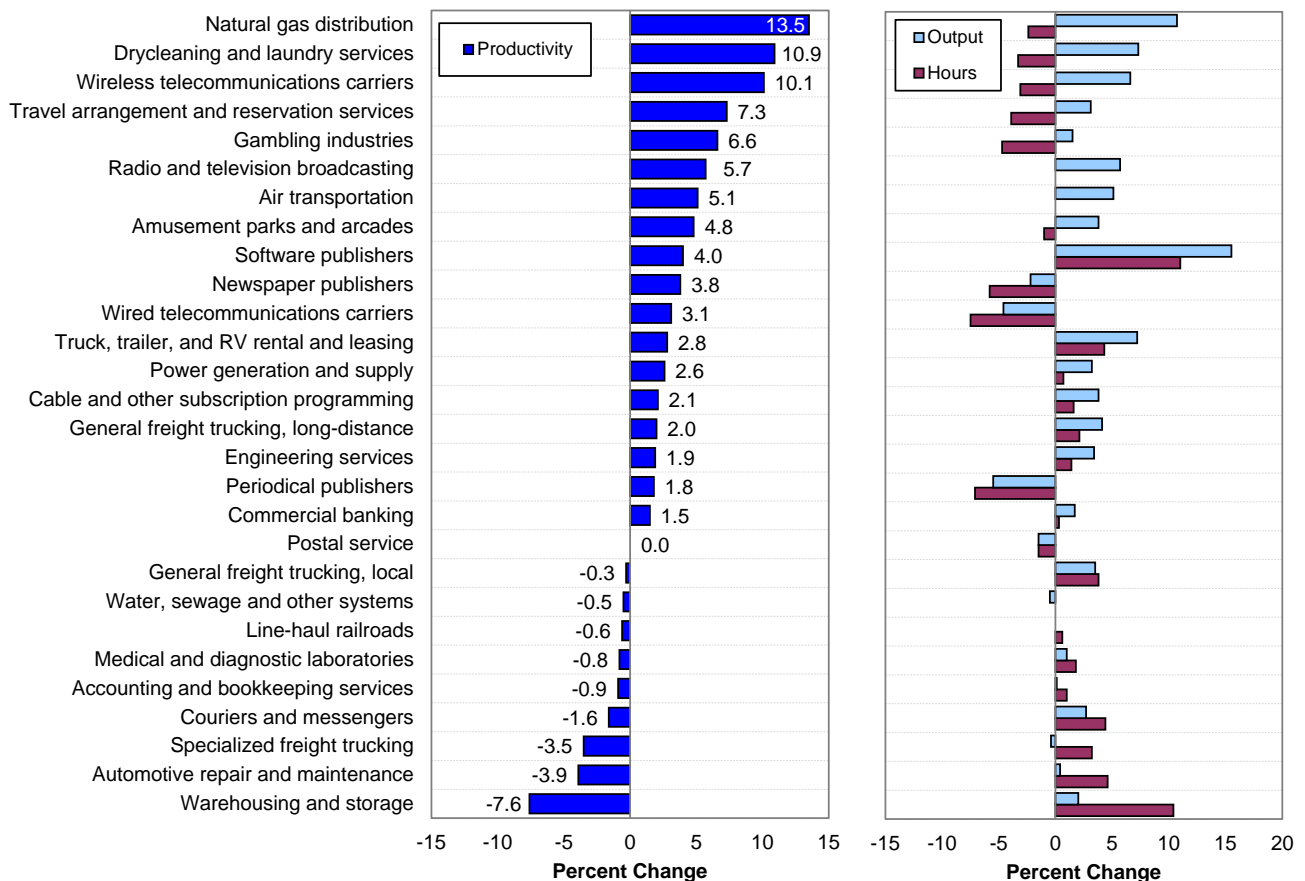 Natural gas distribution 13.5
Drycleaning and laundry services 10.9
Wireless telecommunications carriers 10.1
Travel arrangement and reservation services 7.3
Gambling industries 6.6
Radio and television broadcasting 5.7
Air transportation 5.1
Amusement parks and arcades 4.8
Software publishers 4.0
Newspaper publishers 3.8
Wired telecommunications carriers 3.1
Truck, trailer, and RV rental and leasing 2.8
Power generation and supply 2.6
Cable and other subscription programming 2.1
General freight trucking, long-distance 2.0
Engineering services 1.9
Periodical publishers 1.8
Commercial banking 1.5
Postal service 0.0
General freight trucking, local -0.3
Water, sewage and other systems -0.5
Line-haul railroads -0.6
Medical and diagnostic laboratories -0.8
Accounting and bookkeeping services -0.9
Couriers and messengers -1.6
Specialized freight trucking -3.5
Automotive repair and maintenance -3.9
Warehousing and storage -7.6
Productivity
-15 -10 -5 0 5 10 15
Percent Change
Output
Hours
-15 -10 -5 0 5 10 15 20
Percent Change